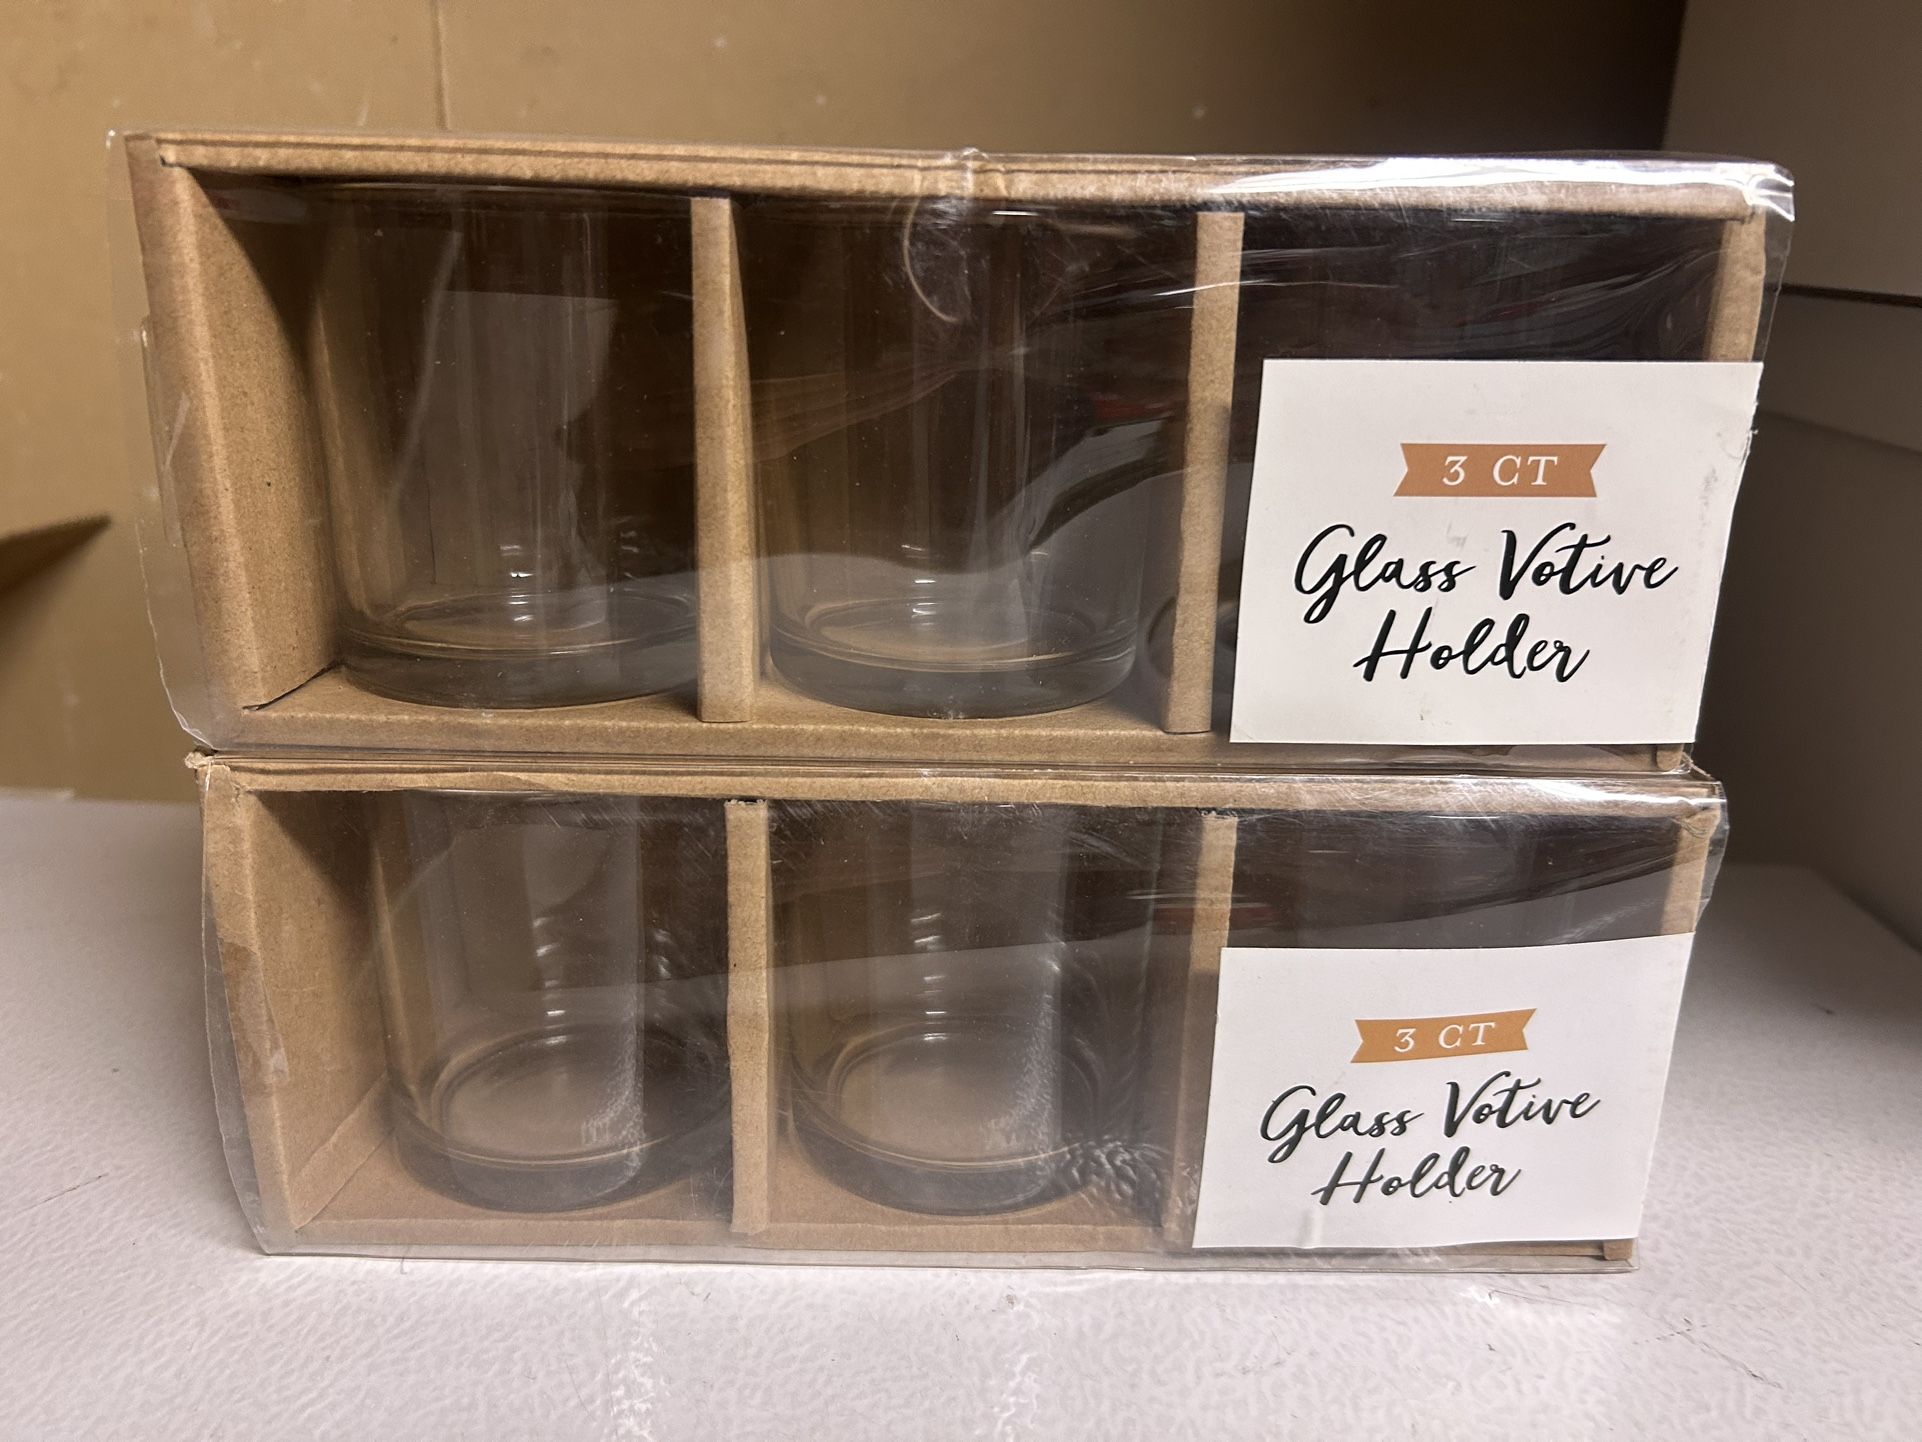 3 CT
Glass Votive
Holder
3 CT
Glass Votive
Holder